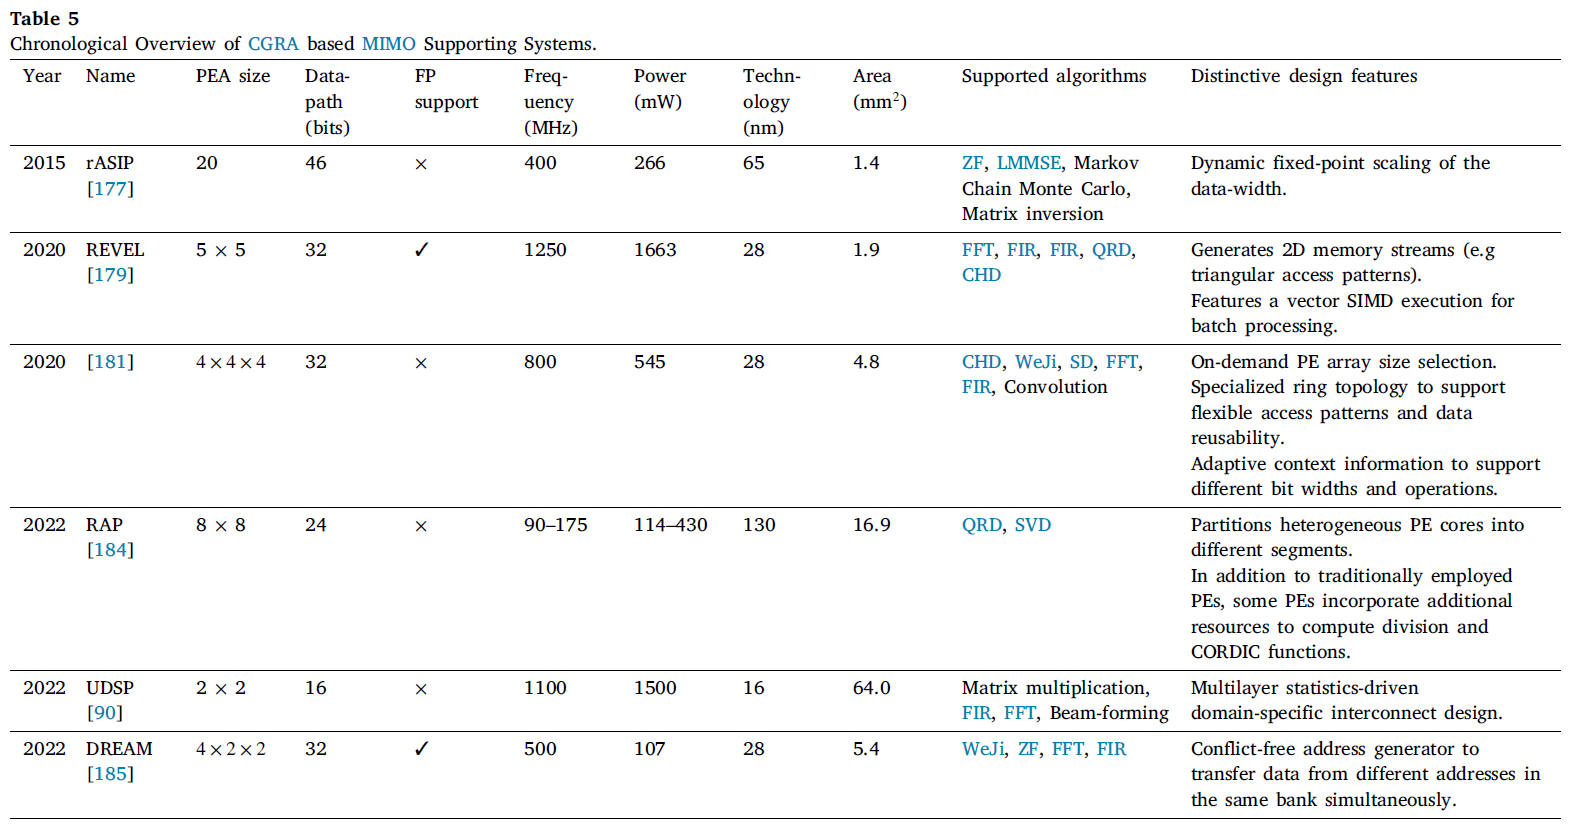 Table 5
Chronological Overview of CGRA based MIMO Supporting Systems.
Year Name PEA size Data- FP Freq- Power Techn- Area Supported algorithms Distinctive design features
path support uency (mW) ology (mm²)
(bits) (MHz) (nm)
2015 rASIP 20 46 × 400 266 65 1.4 ZF, LMMSE, Markov Dynamic fixed-point scaling of the
[177] Chain Monte Carlo, data-width.
Matrix inversion
2020 REVEL 5 × 5 32 ✓ 1250 1663 28 1.9 FFT, FIR, FIR, QRD, Generates 2D memory streams (e.g
[179] CHD triangular access patterns).
Features a vector SIMD execution for
batch processing.
2020 [181] 4×4×4 32 × 800 545 28 4.8 CHD, WeJi, SD, FFT, On-demand PE array size selection.
FIR, Convolution Specialized ring topology to support
flexible access patterns and data
reusability.
Adaptive context information to support
different bit widths and operations.
2022 RAP 8 × 8 24 × 90–175 114–430 130 16.9 QRD, SVD Partitions heterogeneous PE cores into
[184] different segments.
In addition to traditionally employed
PEs, some PEs incorporate additional
resources to compute division and
CORDIC functions.
2022 UDSP 2 × 2 16 × 1100 1500 16 64.0 Matrix multiplication, Multilayer statistics-driven
[90] FIR, FFT, Beam-forming domain-specific interconnect design.
2022 DREAM 4×2×2 32 ✓ 500 107 28 5.4 WeJi, ZF, FFT, FIR Conflict-free address generator to
[185] transfer data from different addresses in
the same bank simultaneously.